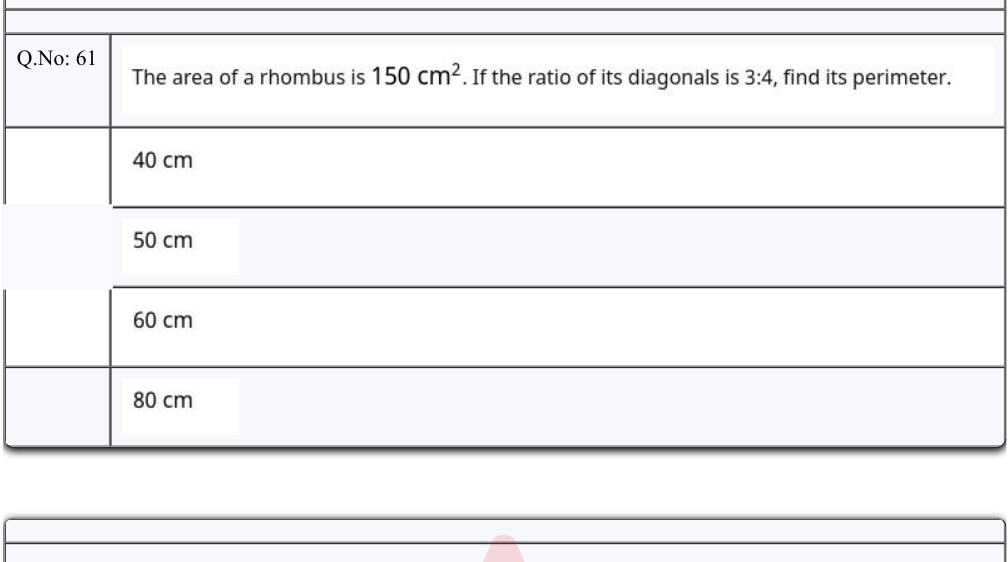 Q.No: 61
The area of a rhombus is 150 cm². If the ratio of its diagonals is 3:4, find its perimeter.
40 cm
50 cm
60 cm
80 cm